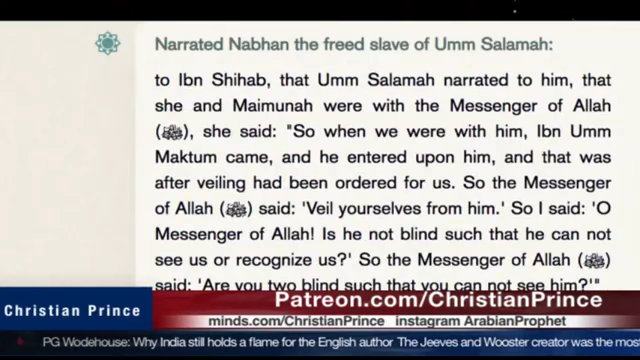 Narrated Nabhan the freed slave of Umm Salamah:
to Ibn Shihab, that Umm Salamah narrated to him, that
she and Maimunah were with the Messenger of Allah
(ﷺ), she said: "So when we were with him, Ibn Umm
Maktum came, and he entered upon him, and that was
after veiling had been ordered for us. So the Messenger
of Allah (ﷺ) said: 'Veil yourselves from him.' So I said: 'O
Messenger of Allah! Is he not blind such that he can not
see us or recognize us?' So the Messenger of Allah (ﷺ)
said: 'Are you two blind such that you can not see him?'"
Patreon.com/ChristianPrince
Christian Prince
minds.com/ChristianPrince instagram ArabianProphet
PG Wodehouse: Why India still holds a flame for the English author The Jeeves and Wooster creator was the mos